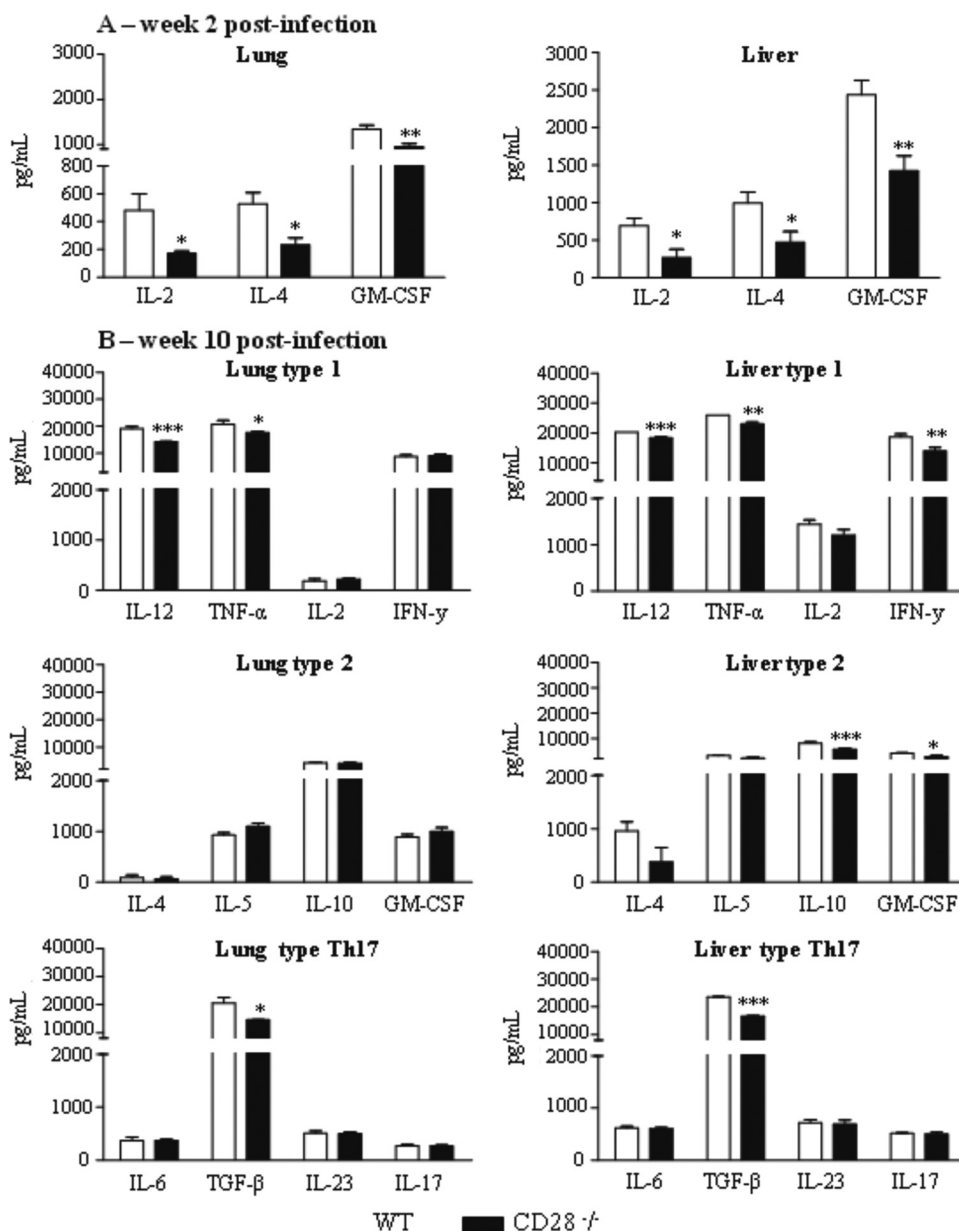 A – week 2 post-infection
Lung
pg/mL
3000
2000
1000
800
600
400
200
0
**
*
*
IL-2 IL-4 GM-CSF
Liver
pg/mL
3000
2500
2000
1500
1000
500
0
**
*
*
IL-2 IL-4 GM-CSF
B – week 10 post-infection
Lung type 1
pg/mL
40000
30000
20000
10000
2000
1000
0
*** *
IL-12 TNF-α IL-2 IFN-y
Liver type 1
pg/mL
40000
30000
20000
10000
2000
1000
0
*** ** **
IL-12 TNF-α IL-2 IFN-y
Lung type 2
pg/mL
40000
30000
20000
10000
2000
1000
0
IL-4 IL-5 IL-10 GM-CSF
Liver type 2
pg/mL
40000
30000
20000
10000
2000
1000
0
*** *
IL-4 IL-5 IL-10 GM-CSF
Lung type Th17
pg/mL
40000
30000
20000
10000
2000
1000
0
*
IL-6 TGF-β IL-23 IL-17
Liver type Th17
pg/mL
40000
30000
20000
10000
2000
1000
0
***
IL-6 TGF-β IL-23 IL-17
WT CD28 -/-